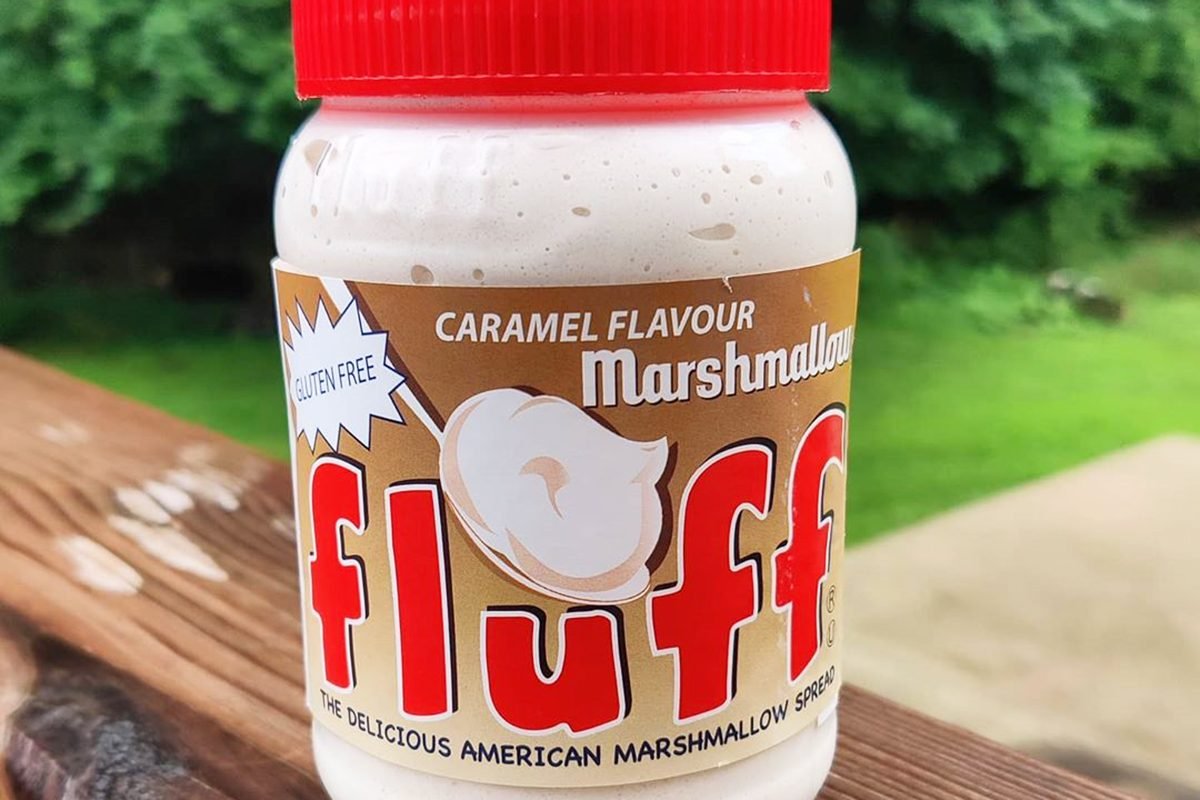 CARAMEL FLAVOUR
Marshmallow
GLUTEN FREE
fluff
®
THE DELICIOUS AMERICAN MARSHMALLOW SPREAD